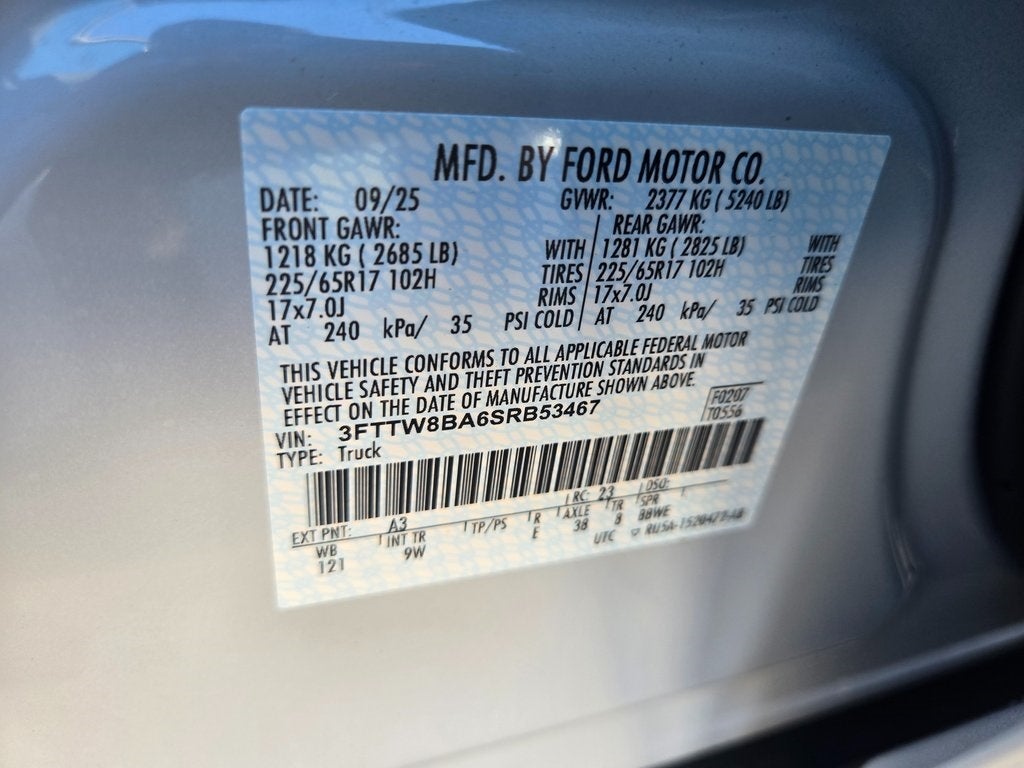 MFD. BY FORD MOTOR CO.
DATE: 09/25 GVWR: 2377 KG ( 5240 LB)
FRONT GAWR: REAR GAWR:
1218 KG ( 2685 LB) WITH 1281 KG ( 2825 LB) WITH
225/65R17 102H TIRES 225/65R17 102H TIRES
17x7.0J RIMS 17x7.0J RIMS
AT 240 kPa/ 35 PSI COLD AT 240 kPa/ 35 PSI COLD
THIS VEHICLE CONFORMS TO ALL APPLICABLE FEDERAL MOTOR
VEHICLE SAFETY AND THEFT PREVENTION STANDARDS IN
EFFECT ON THE DATE OF MANUFACTURE SHOWN ABOVE.
VIN: 3FTTW8BA6SRB53467 F0207
TYPE: Truck T0556
EXT PNT: A3 RC: 23 DSO:
WB INT TR TP/PS R AXLE TR SPR
121 9W E 38 8 BBWE
UTC